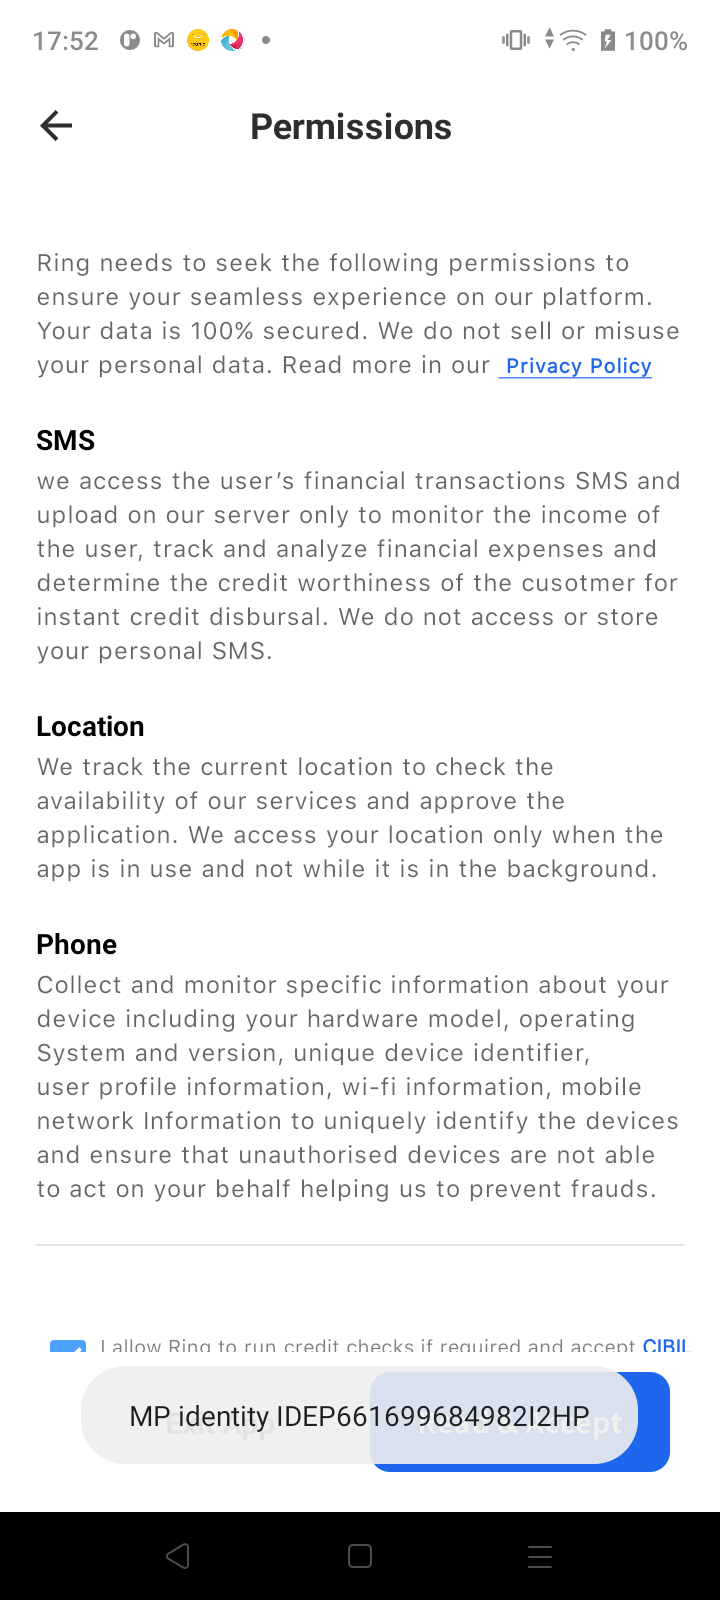 17:52
100%
Permissions
Ring needs to seek the following permissions to
ensure your seamless experience on our platform.
Your data is 100% secured. We do not sell or misuse
your personal data. Read more in our Privacy Policy
SMS
we access the user's financial transactions SMS and
upload on our server only to monitor the income of
the user, track and analyze financial expenses and
determine the credit worthiness of the cusotmer for
instant credit disbursal. We do not access or store
your personal SMS.
Location
We track the current location to check the
availability of our services and approve the
application. We access your location only when the
app is in use and not while it is in the background.
Phone
Collect and monitor specific information about your
device including your hardware model, operating
System and version, unique device identifier,
user profile information, wi-fi information, mobile
network Information to uniquely identify the devices
and ensure that unauthorised devices are not able
to act on your behalf helping us to prevent frauds.
I allow Ring to run credit checks if required and accept CIBIL
MP identity IDEP661699684982I2HP
Exit App
Read & Accept